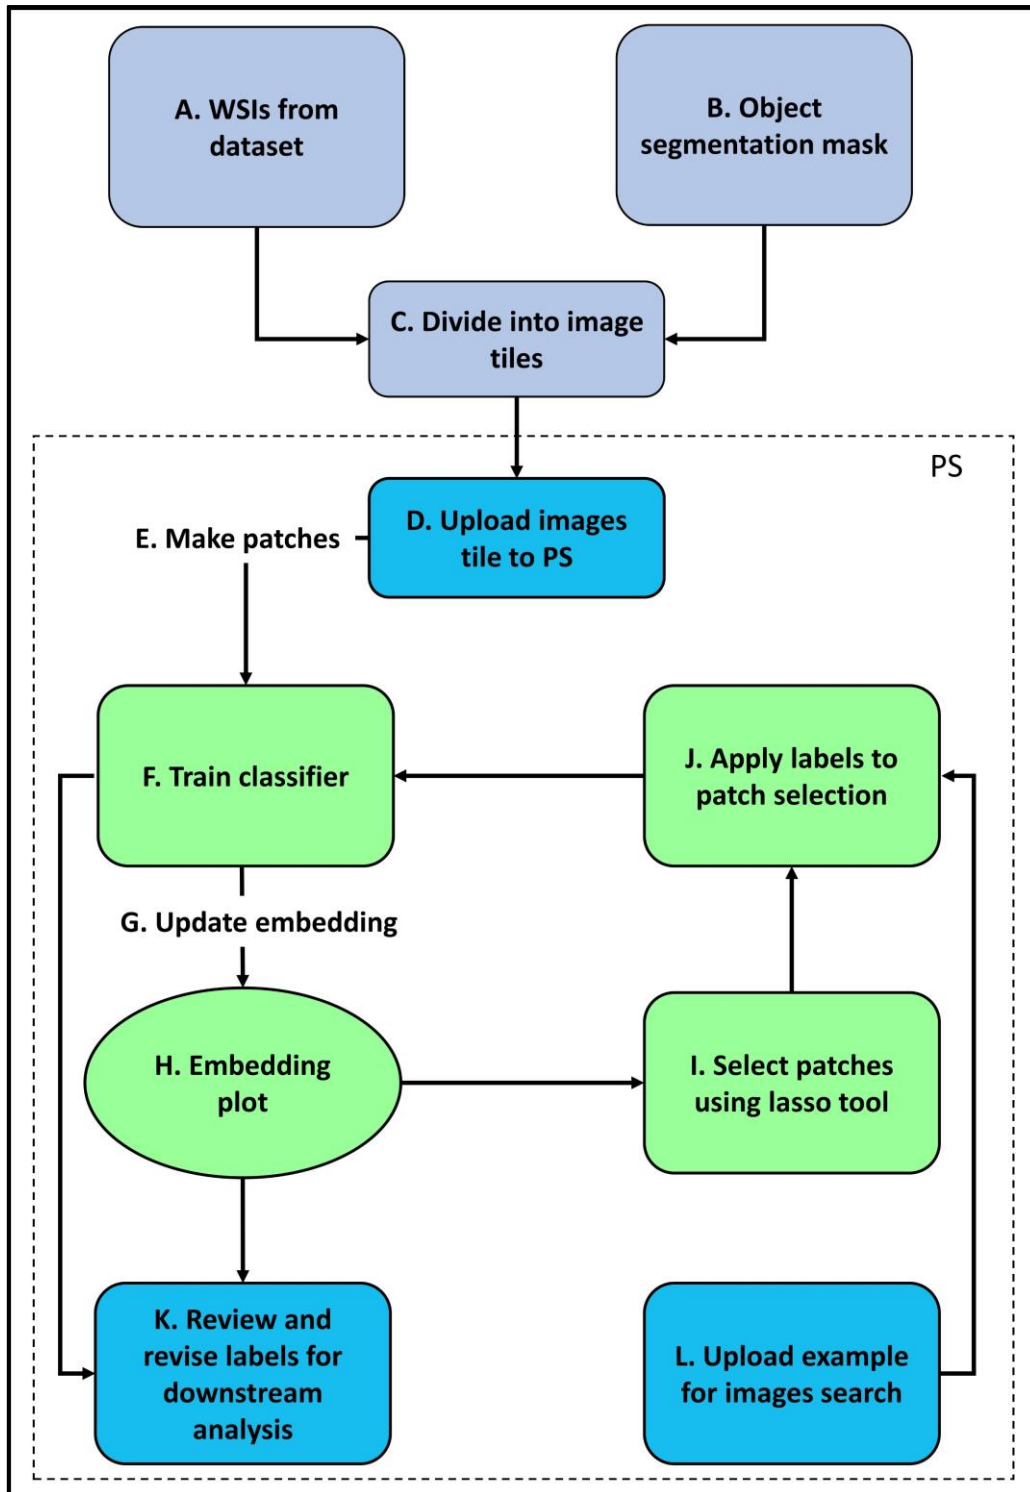 A. WSIs from
dataset
B. Object
segmentation mask
C. Divide into image
tiles
PS
D. Upload images
tile to PS
E. Make patches
F. Train classifier
J. Apply labels to
patch selection
G. Update embedding
H. Embedding
plot
I. Select patches
using lasso tool
K. Review and
revise labels for
downstream
analysis
L. Upload example
for images search